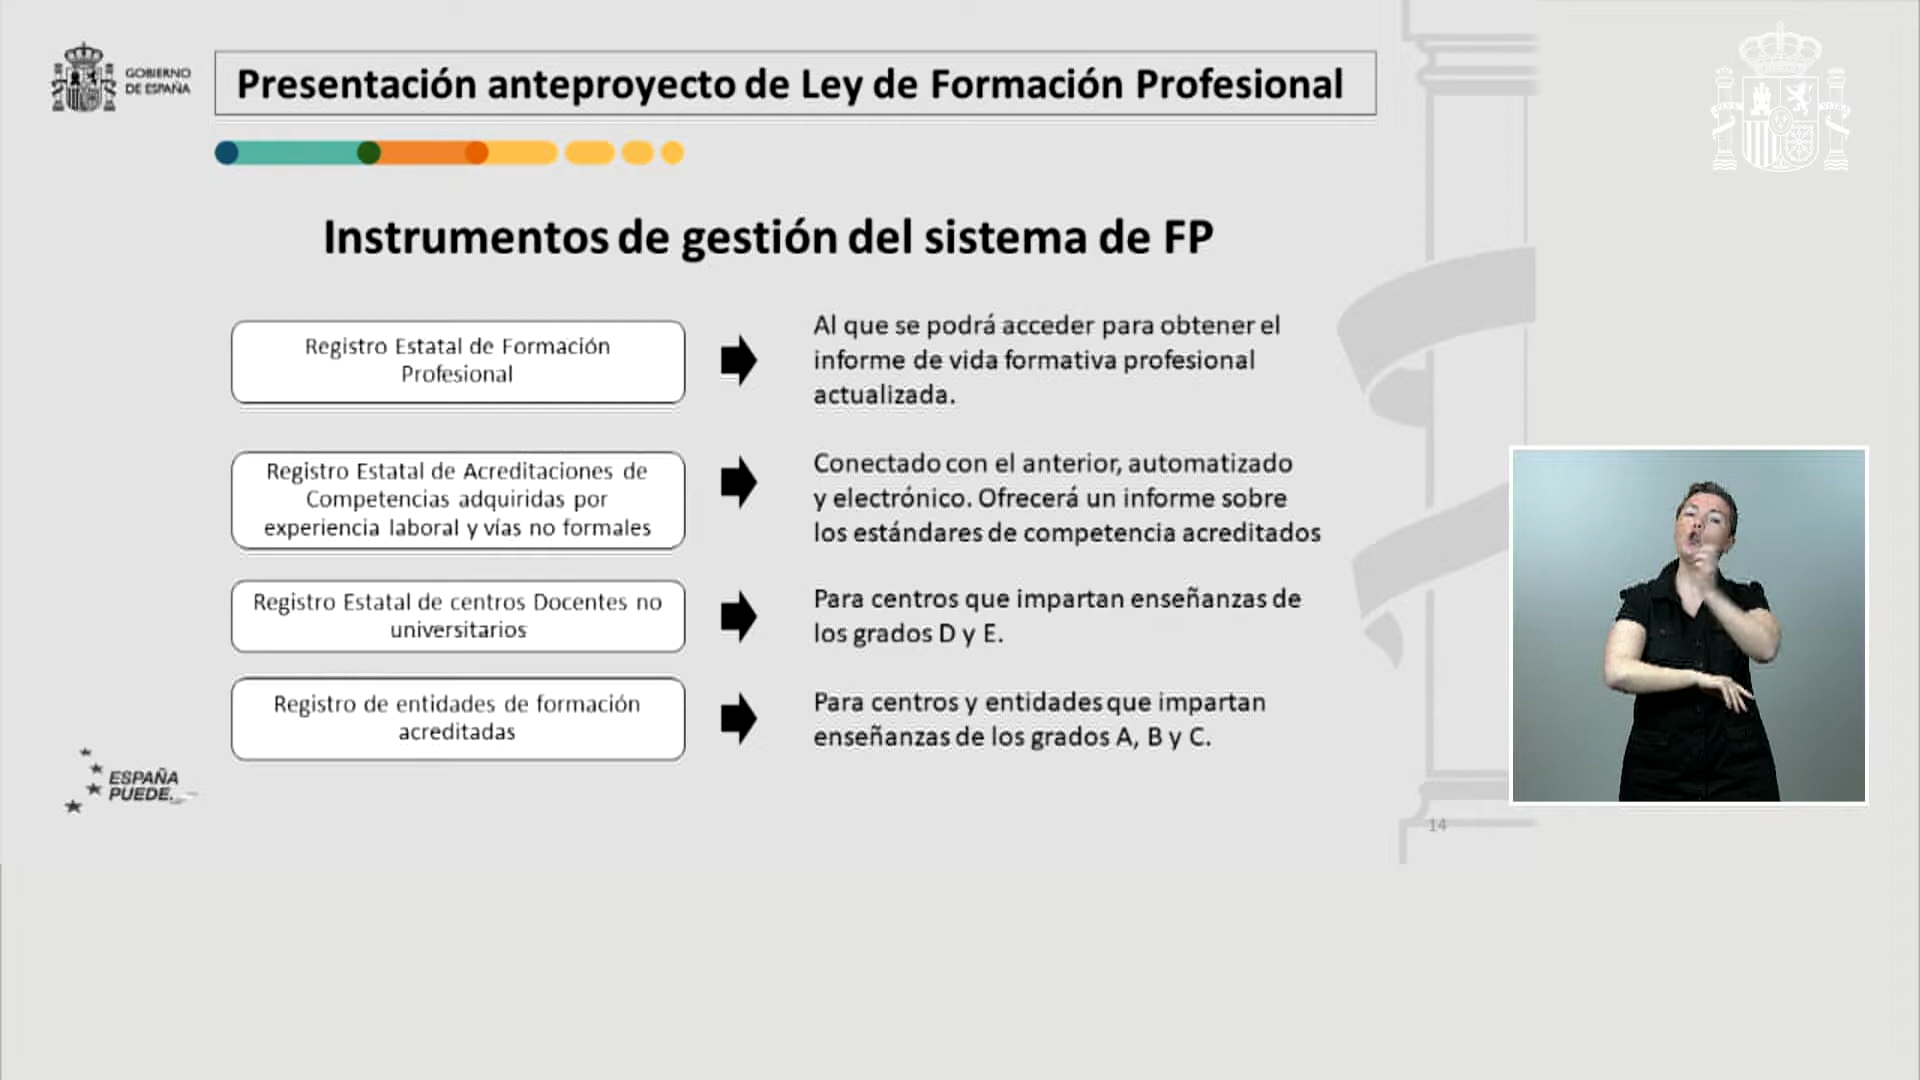 GOBIERNO
DE ESPAÑA
Presentación anteproyecto de Ley de Formación Profesional
Instrumentos de gestión del sistema de FP
Registro Estatal de Formación
Profesional
Al que se podrá acceder para obtener el
informe de vida formativa profesional
actualizada.
Registro Estatal de Acreditaciones de
Competencias adquiridas por
experiencia laboral y vías no formales
Conectado con el anterior, automatizado
y electrónico. Ofrecerá un informe sobre
los estándares de competencia acreditados
Registro Estatal de centros Docentes no
universitarios
Para centros que impartan enseñanzas de
los grados D y E.
Registro de entidades de formación
acreditadas
Para centros y entidades que impartan
enseñanzas de los grados A, B y C.
ESPAÑA
PUEDE.
14